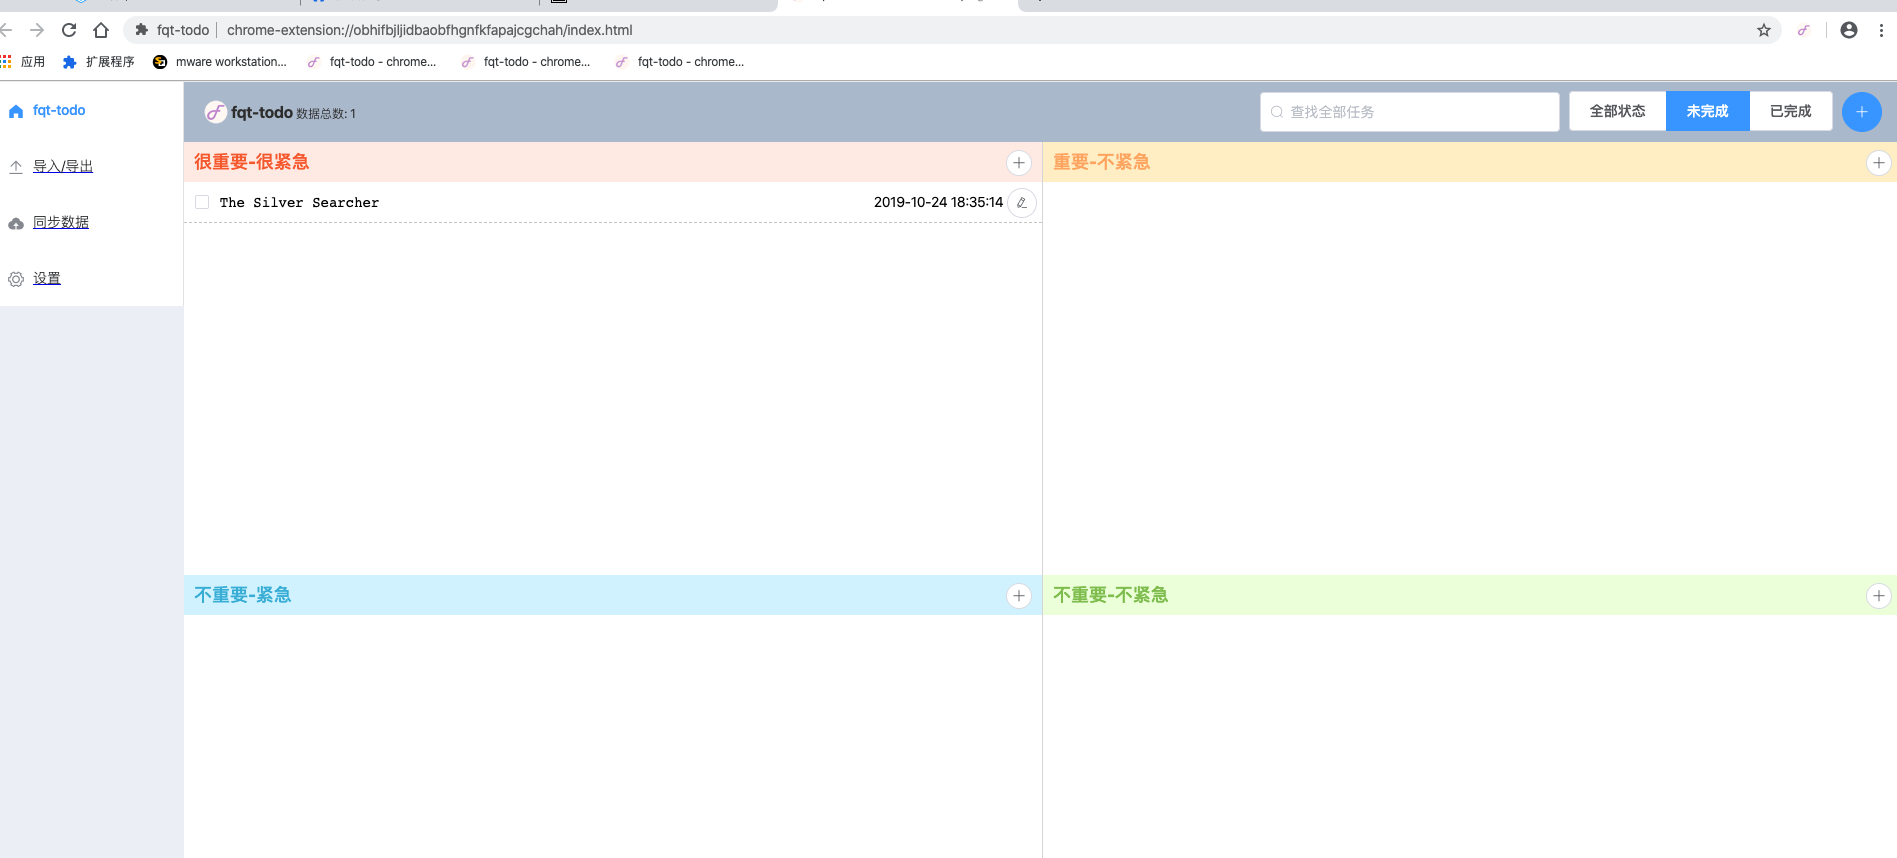 fqt-todo chrome-extension://obhifbjljidbaobfhgnfkfapajcgchah/index.html
应用 扩展程序 mware workstation... fqt-todo - chrome... fqt-todo - chrome... fqt-todo - chrome...
fqt-todo
导入/导出
同步数据
设置
fqt-todo 数据总数: 1 查找全部任务 全部状态 未完成 已完成
很重要-很紧急
The Silver Searcher 2019-10-24 18:35:14
重要-不紧急
不重要-紧急
不重要-不紧急